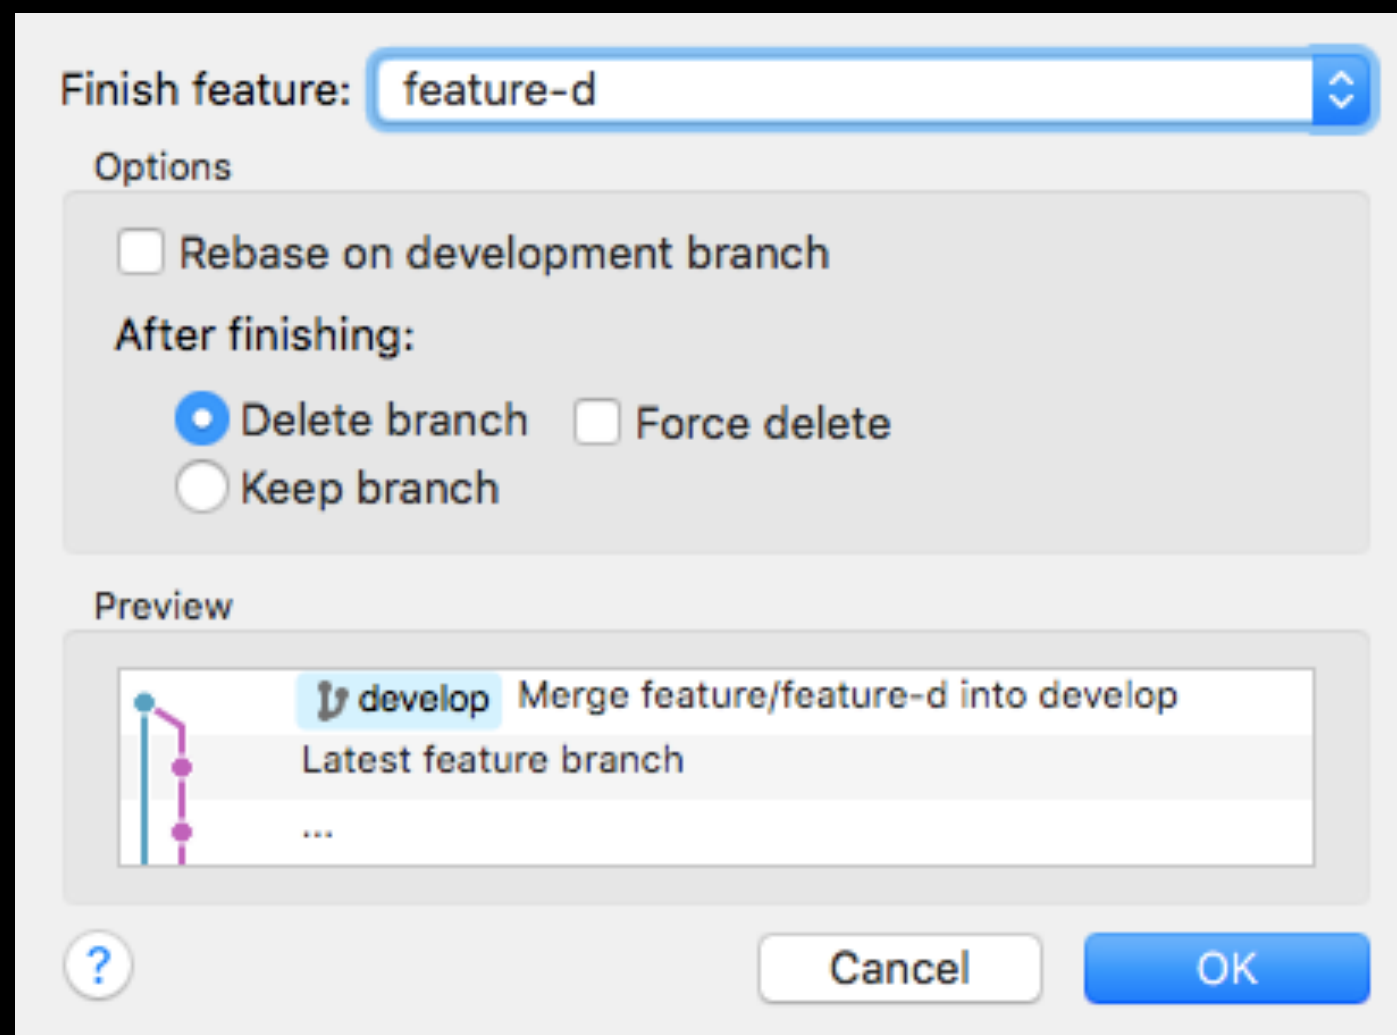 Finish feature: feature-d
Options
Rebase on development branch
After finishing:
Delete branch Force delete
Keep branch
Preview
develop Merge feature/feature-d into develop
Latest feature branch
...
? Cancel OK